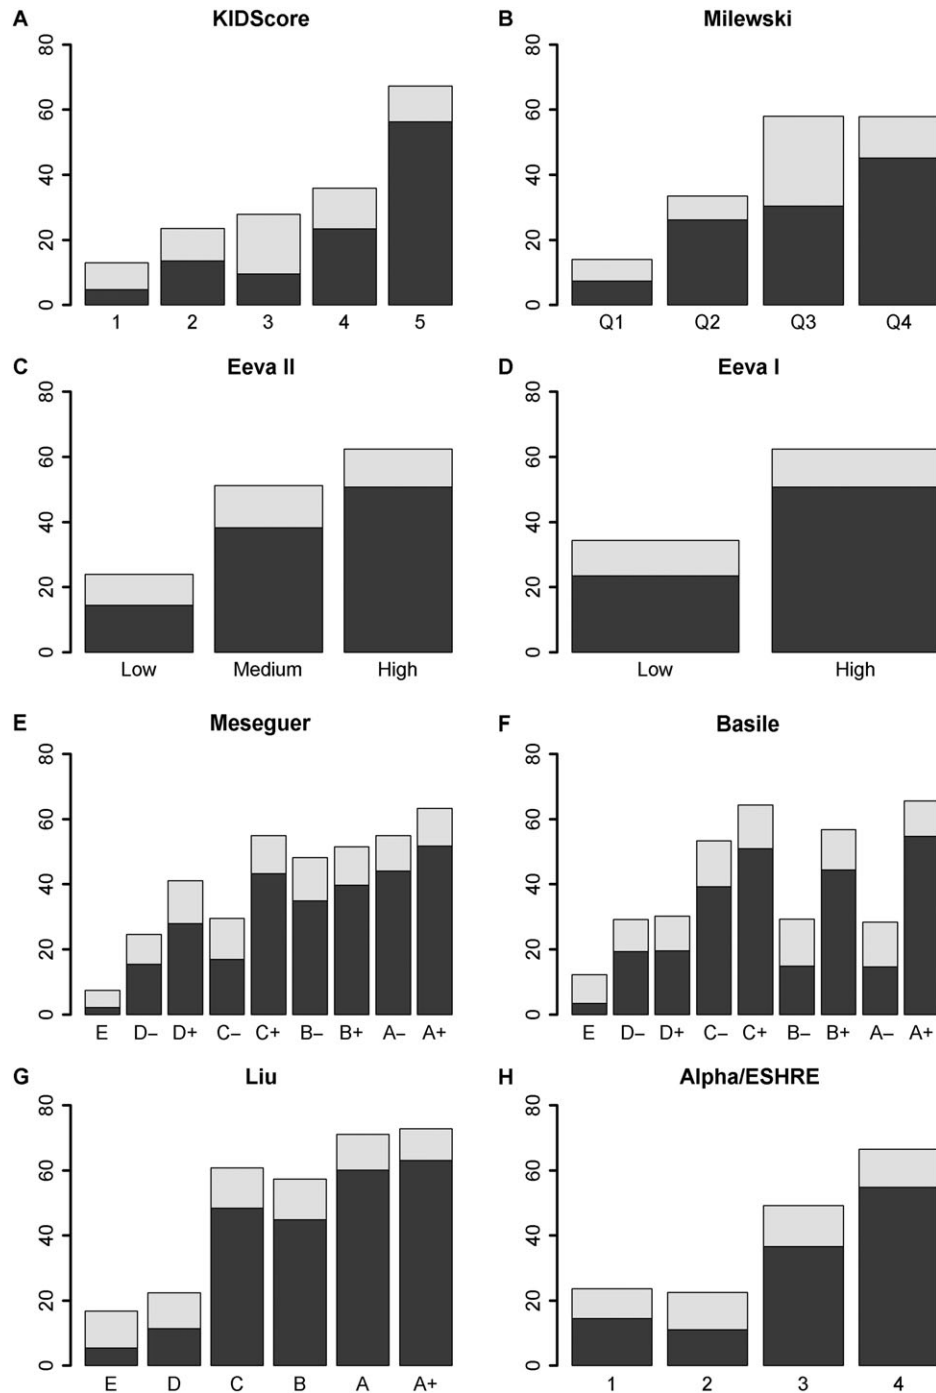 A KIDScore
80
60
40
20
0
1 2 3 4 5
B Milewski
80
60
40
20
0
Q1 Q2 Q3 Q4
C Eeva II
80
60
40
20
0
Low Medium High
D Eeva I
80
60
40
20
0
Low High
E Meseguer
80
60
40
20
0
E D– D+ C– C+ B– B+ A– A+
F Basile
80
60
40
20
0
E D– D+ C– C+ B– B+ A– A+
G Liu
80
60
40
20
0
E D C B A A+
H Alpha/ESHRE
80
60
40
20
0
1 2 3 4